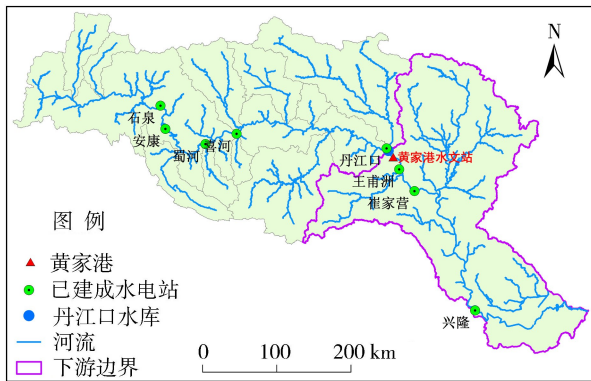 N
石泉
安康
蜀河
喜河
丹江口
黄家港水文站
王甫洲
崔家营
兴隆
图 例
黄家港
已建成水电站
丹江口水库
河流
下游边界
0 100 200 km